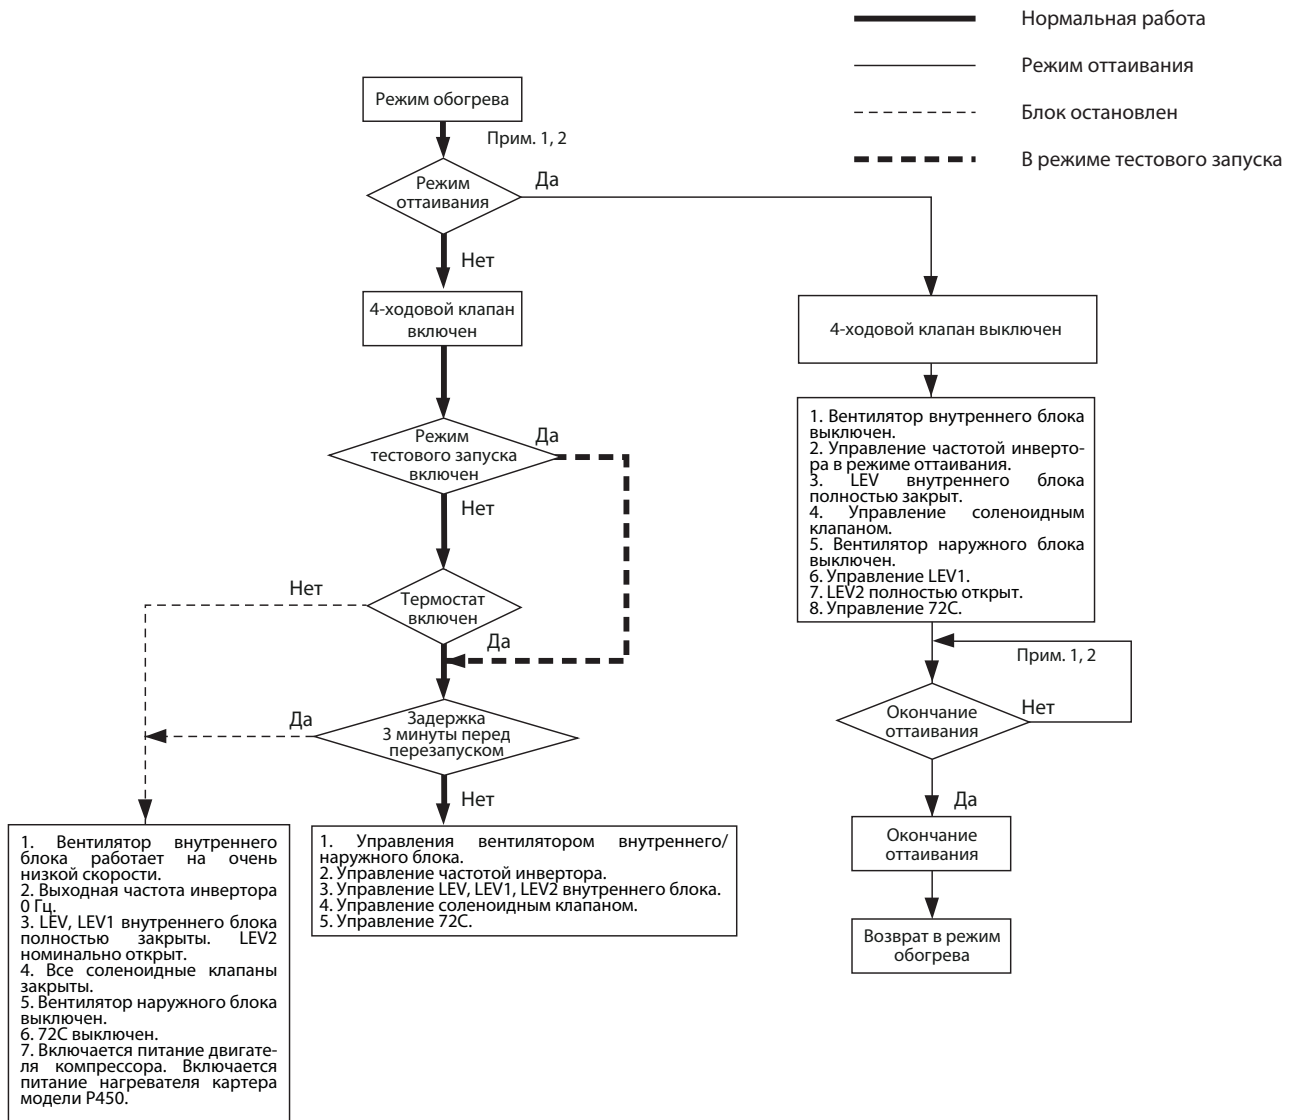 Нормальная работа
Режим оттаивания
Блок остановлен
В режиме тестового запуска
Режим обогрева
Прим. 1, 2
Режим
оттаивания
Да
Нет
4-ходовой клапан
включен
4-ходовой клапан выключен
Режим
тестового запуска
включен
Да
Нет
1. Вентилятор внутреннего блока
выключен.
2. Управление частотой инверто-
ра в режиме оттаивания.
3. LEV внутреннего блока
полностью закрыт.
4. Управление соленоидным
клапаном.
5. Вентилятор наружного блока
выключен.
6. Управление LEV1.
7. LEV2 полностью открыт.
8. Управление 72С.
Термостат
включен
Нет
Да
Прим. 1, 2
Задержка
3 минуты перед
перезапуском
Да
Нет
Окончание
оттаивания
Нет
Да
1. Вентилятор внутреннего
блока работает на очень
низкой скорости.
2. Выходная частота инвертора
0 Гц.
3. LEV, LEV1 внутреннего блока
полностью закрыты. LEV2
номинально открыт.
4. Все соленоидные клапаны
закрыты.
5. Вентилятор наружного блока
выключен.
6. 72С выключен.
7. Включается питание двигате-
ля компрессора. Включается
питание нагревателя картера
модели P450.
1. Управления вентилятором внутреннего/
наружного блока.
2. Управление частотой инвертора.
3. Управление LEV, LEV1, LEV2 внутреннего блока.
4. Управление соленоидным клапаном.
5. Управление 72С.
Окончание
оттаивания
Возврат в режим
обогрева